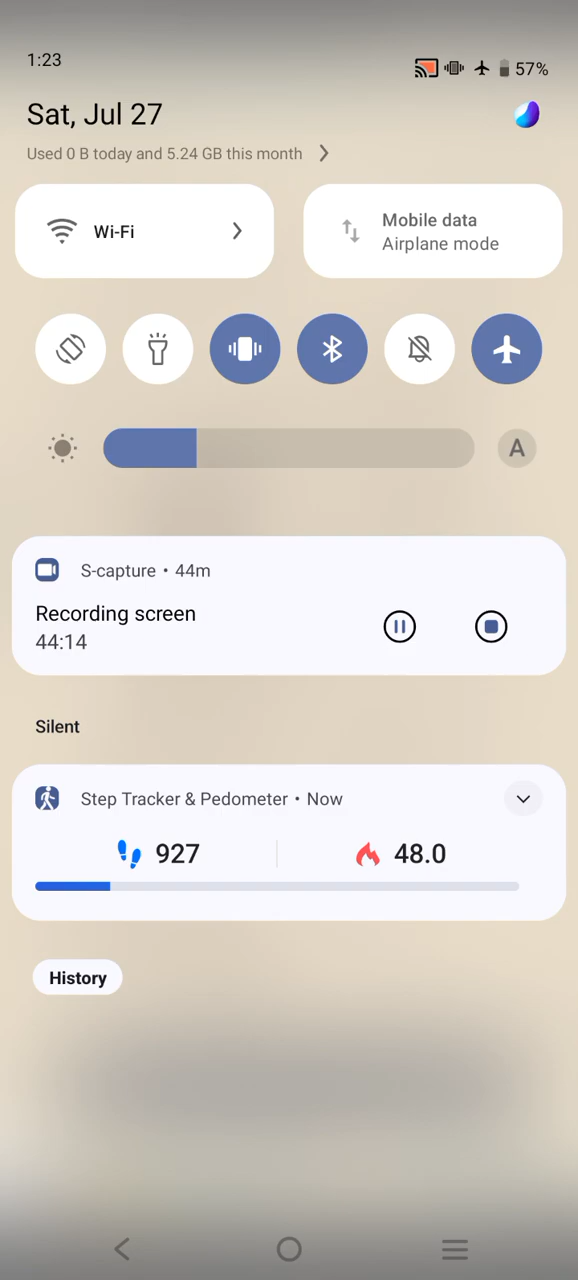 1:23
57%
Sat, Jul 27
Used 0 B today and 5.24 GB this month
Wi-Fi
Mobile data
Airplane mode
A
S-capture • 44m
Recording screen
44:14
Silent
Step Tracker & Pedometer • Now
927
48.0
History